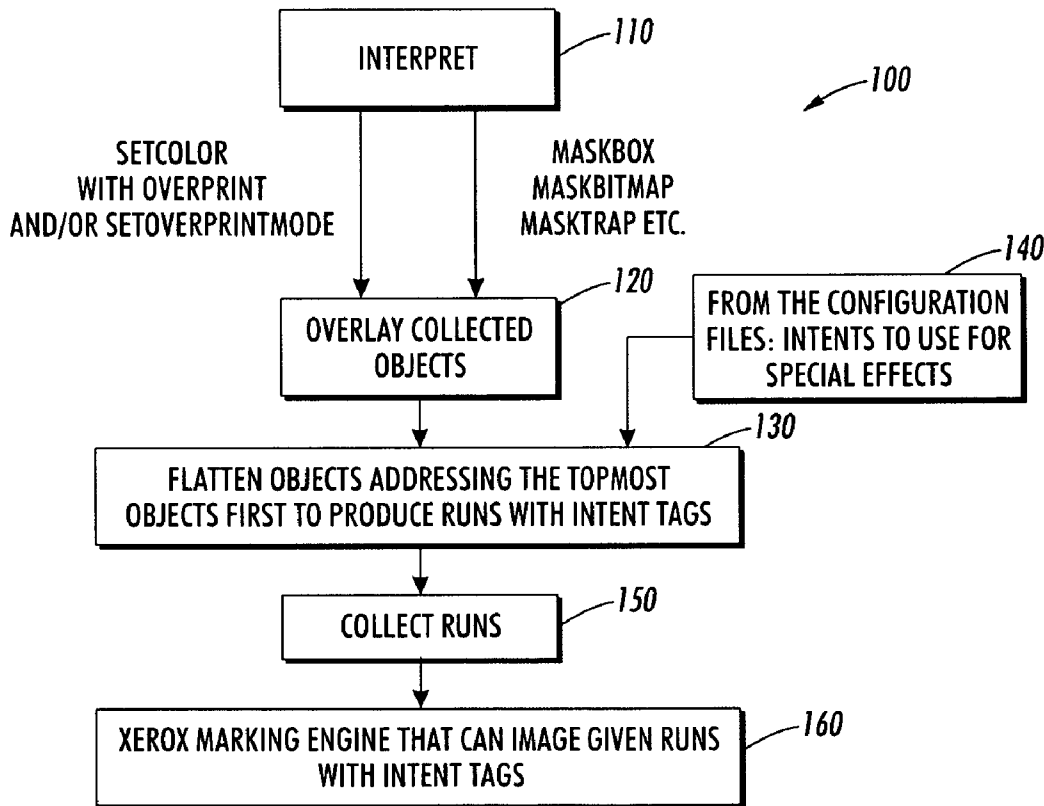 110
INTERPRET
100
SETCOLOR
WITH OVERPRINT
AND/OR SETOVERPRINTMODE
MASKBOX
MASKBITMAP
MASKTRAP ETC.
140
120
FROM THE CONFIGURATION
FILES: INTENTS TO USE FOR
SPECIAL EFFECTS
OVERLAY COLLECTED
OBJECTS
130
FLATTEN OBJECTS ADDRESSING THE TOPMOST
OBJECTS FIRST TO PRODUCE RUNS WITH INTENT TAGS
150
COLLECT RUNS
160
XEROX MARKING ENGINE THAT CAN IMAGE GIVEN RUNS
WITH INTENT TAGS